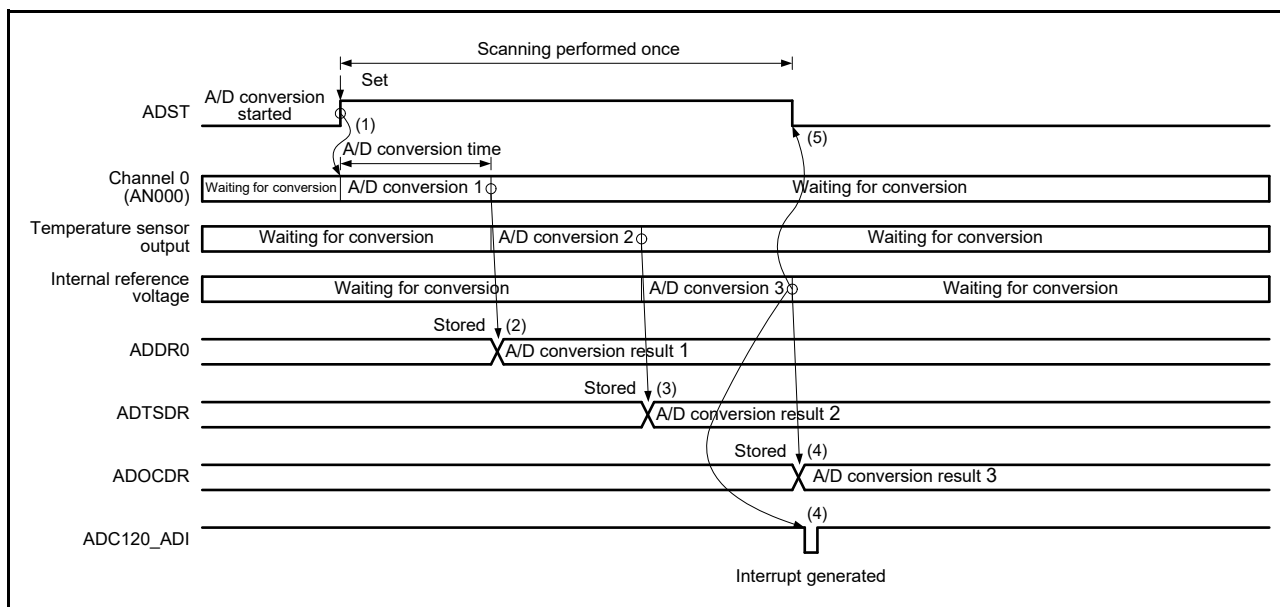 Scanning performed once
Set
A/D conversion
started
ADST
(1)
(5)
A/D conversion time
Channel 0
(AN000)
Waiting for conversion
A/D conversion 1
Waiting for conversion
Temperature sensor
output
Waiting for conversion
A/D conversion 2
Waiting for conversion
Internal reference
voltage
Waiting for conversion
A/D conversion 3
Waiting for conversion
Stored
(2)
ADDR0
A/D conversion result 1
Stored
(3)
ADTSDR
A/D conversion result 2
Stored
(4)
ADOCDR
A/D conversion result 3
(4)
ADC120_ADI
Interrupt generated